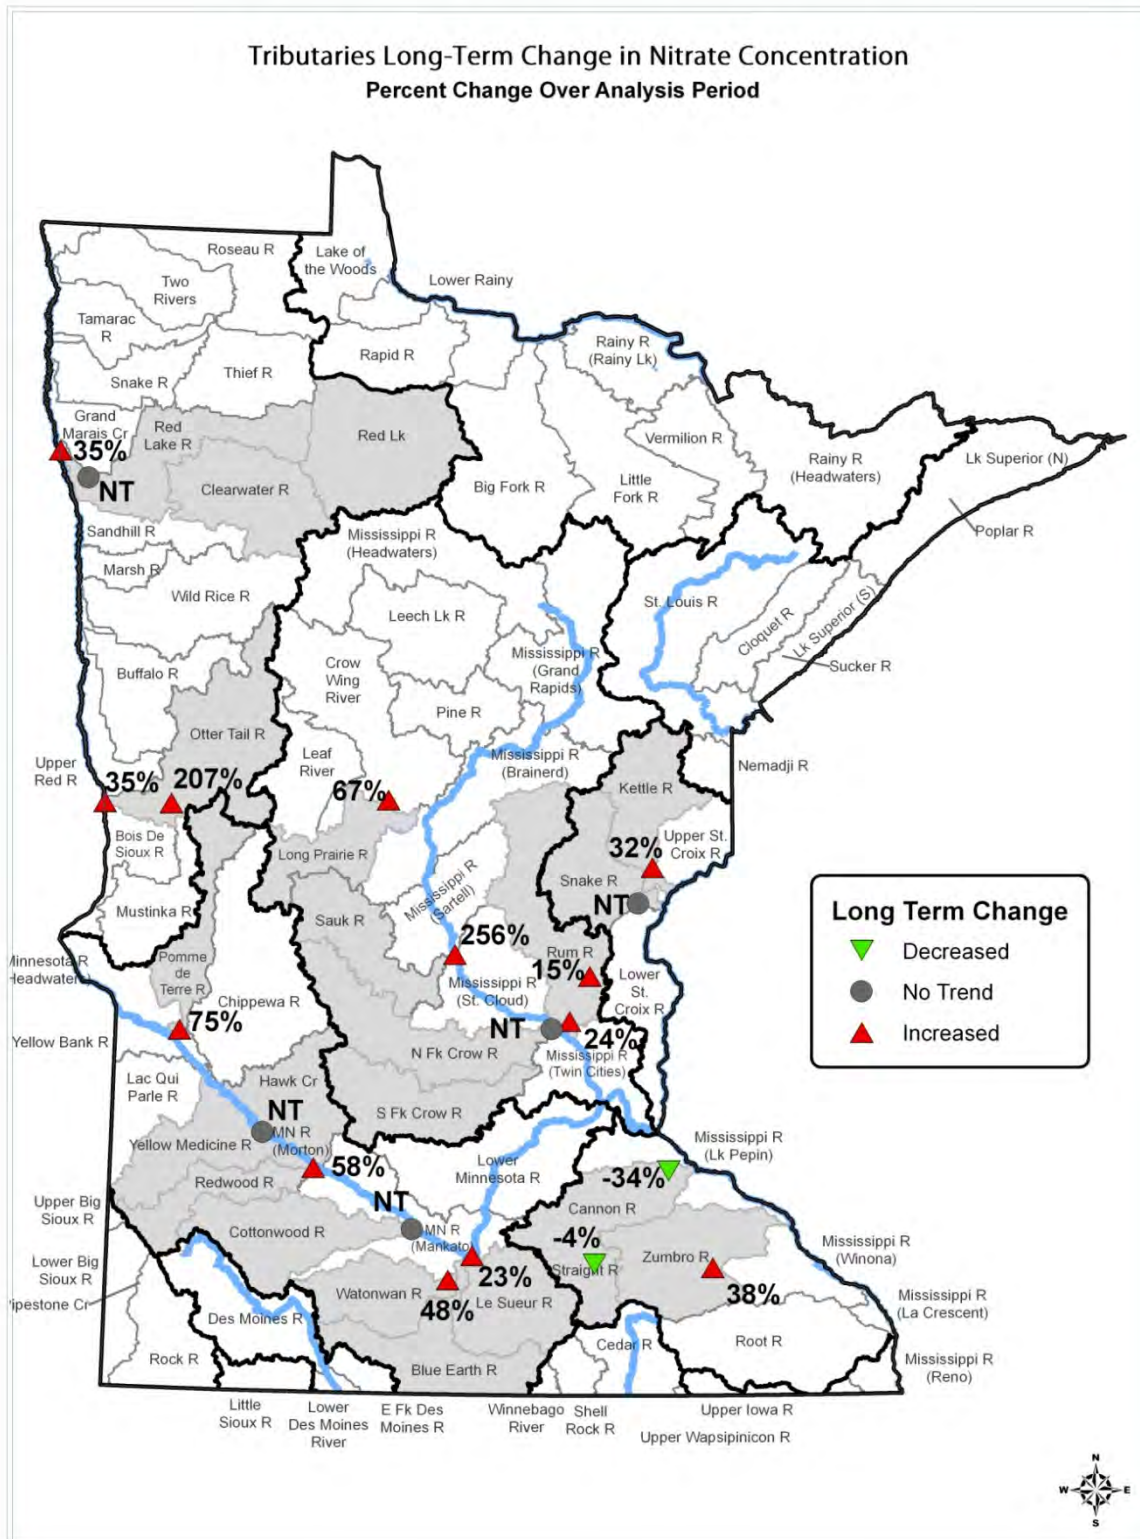 Tributaries Long-Term Change in Nitrate Concentration
Percent Change Over Analysis Period
Roseau R
Lake of
the Woods
Lower Rainy
Two
Rivers
Tamarac
R
Rapid R
Rainy R
(Rainy Lk)
Snake R
Thief R
Grand
Marais Cr
Red
Lake R
Red Lk
Vermilion R
35%
NT
Clearwater R
Big Fork R
Little
Fork R
Rainy R
(Headwaters)
Lk Superior (N)
Poplar R
Sandhill R
Mississippi R
(Headwaters)
Marsh R
Wild Rice R
Leech Lk R
St. Louis R
Cloquet R
Lk Superior (S)
Sucker R
Buffalo R
Crow
Wing
River
Mississippi R
(Grand
Rapids)
Pine R
Otter Tail R
Upper
Red R
35%
207%
Leaf
River
67%
Mississippi R
(Brainerd)
Nemadji R
Kettle R
Bois De
Sioux R
Long Prairie R
32%
Upper St.
Croix R
Mustinka R
Sauk R
Mississippi R
(Sartell)
Snake R
NT
Long Term Change
Decreased
No Trend
Increased
Minnesota R
Headwaters)
Pomme
de
Terre R
Chippewa R
256%
Rum R
15%
Mississippi R
(St. Cloud)
Lower
St.
Croix R
Yellow Bank R
75%
NT
24%
N Fk Crow R
Mississippi R
(Twin Cities)
Lac Qui
Parle R
Hawk Cr
NT
S Fk Crow R
MN R
(Morton)
Yellow Medicine R
58%
Lower
Minnesota R
Mississippi R
(Lk Pepin)
-34%
Redwood R
NT
Cannon R
Upper Big
Sioux R
Cottonwood R
MN R
(Mankato)
-4%
Straight R
Zumbro R
38%
Mississippi R
(Winona)
Lower Big
Sioux R
Pipestone Cr
Watonwan R
48%
23%
Le Sueur R
Mississippi R
(La Crescent)
Des Moines R
Rock R
Blue Earth R
Cedar R
Root R
Mississippi R
(Reno)
Little
Sioux R
Lower
Des Moines
River
E Fk Des
Moines R
Winnebago
River
Shell
Rock R
Upper Iowa R
Upper Wapsipinicon R
N
W
E
S